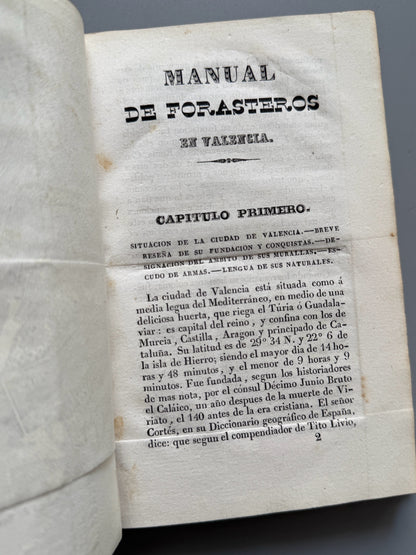 MANUAL
DE FORASTEROS
EN VALENCIA.
CAPITULO PRIMERO.
SITUACION DE LA CIUDAD DE VALENCIA.—BREVE
RESEÑA DE SU FUNDACION Y CONQUISTAS.—DE-
SIGNACION DEL AMBITO DE SUS MURALLAS.—ES-
CUDO DE ARMAS.—LENGUA DE SUS NATURALES.
La ciudad de Valencia está situada como á
media legua del Mediterráneo, en medio de una
deliciosa huerta, que riega el Túria ó Guadala-
viar: es capital del reino, y confina con los de
Murcia, Castilla, Aragon y principado de Ca-
taluña. Su latitud es de 29° 34 N. y 22° 6 de
la isla de Hierro; siendo el mayor dia de 14 ho-
ras y 48 minutos, y el menor de 9 horas y 9
minutos. Fue fundada, segun los historiadores
de mas nota, por el cónsul Décimo Junio Bruto
el Caláico, un año despues de la muerte de Vi-
riato, el 140 antes de la era cristiana. El señor
Cortés, en su Diccionario geográfico de España,
dice: que segun el compendiador de Tito Livio,
2